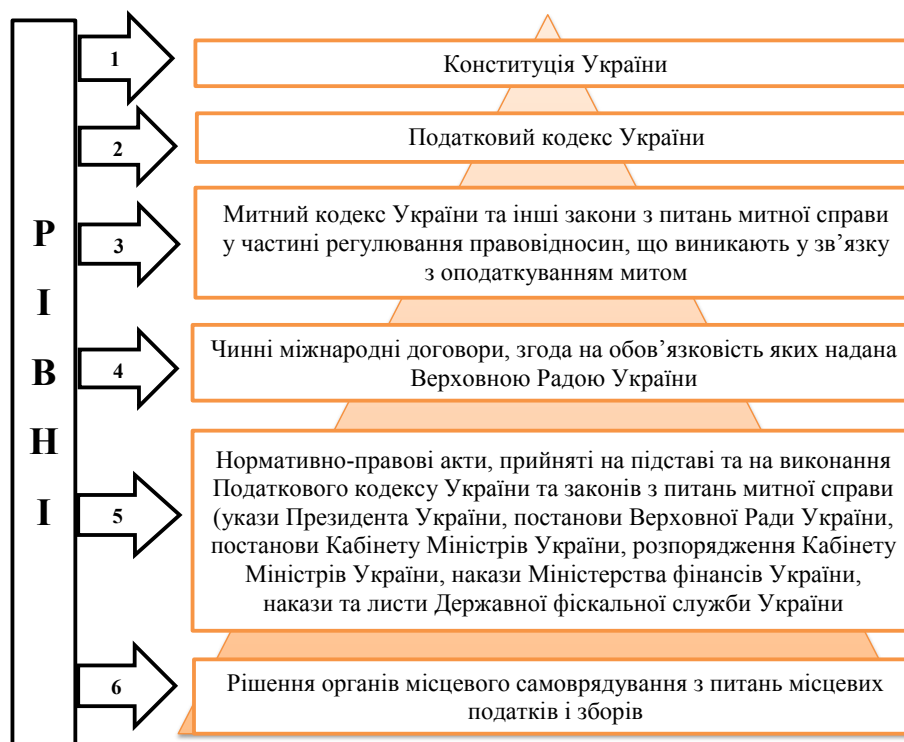 РІВНІ
1
Конституція України
2
Податковий кодекс України
3
Митний кодекс України та інші закони з питань митної справи
у частині регулювання правовідносин, що виникають у зв’язку
з оподаткуванням митом
4
Чинні міжнародні договори, згода на обов’язковість яких надана
Верховною Радою України
5
Нормативно-правові акти, прийняті на підставі та на виконання
Податкового кодексу України та законів з питань митної справи
(укази Президента України, постанови Верховної Ради України,
постанови Кабінету Міністрів України, розпорядження Кабінету
Міністрів України, накази Міністерства фінансів України,
накази та листи Державної фіскальної служби України
6
Рішення органів місцевого самоврядування з питань місцевих
податків і зборів